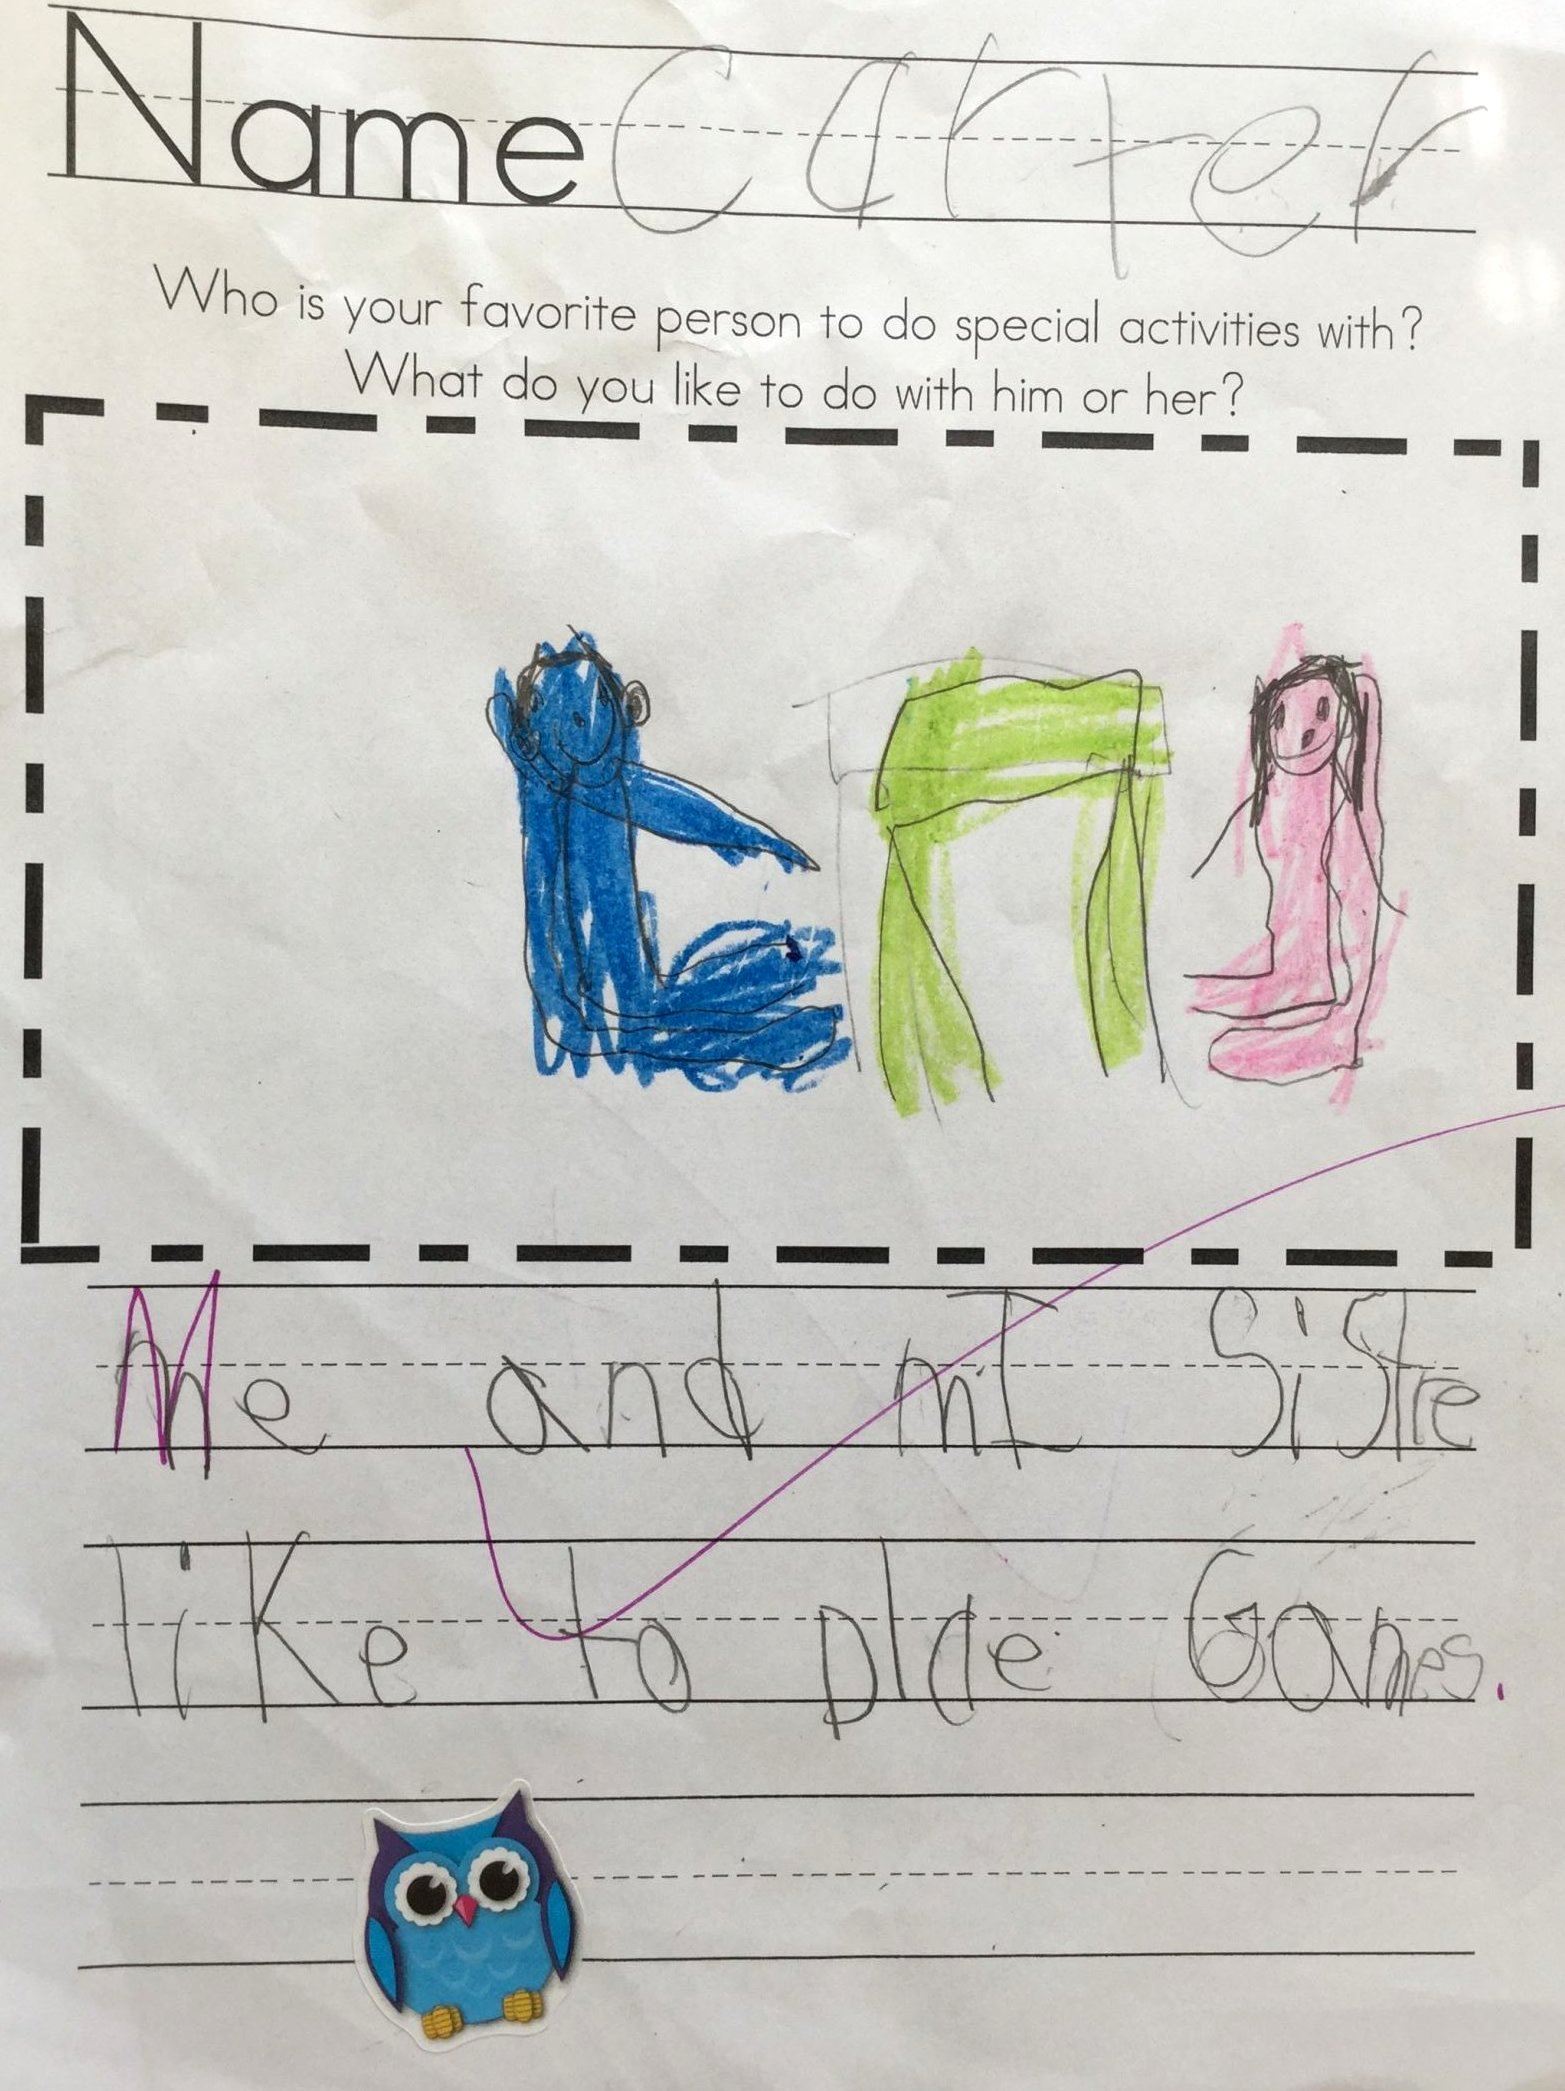 Name Carter
Who is your favorite person to do special activities with?
What do you like to do with him or her?
Me and mI SiStre
like to plae Games.